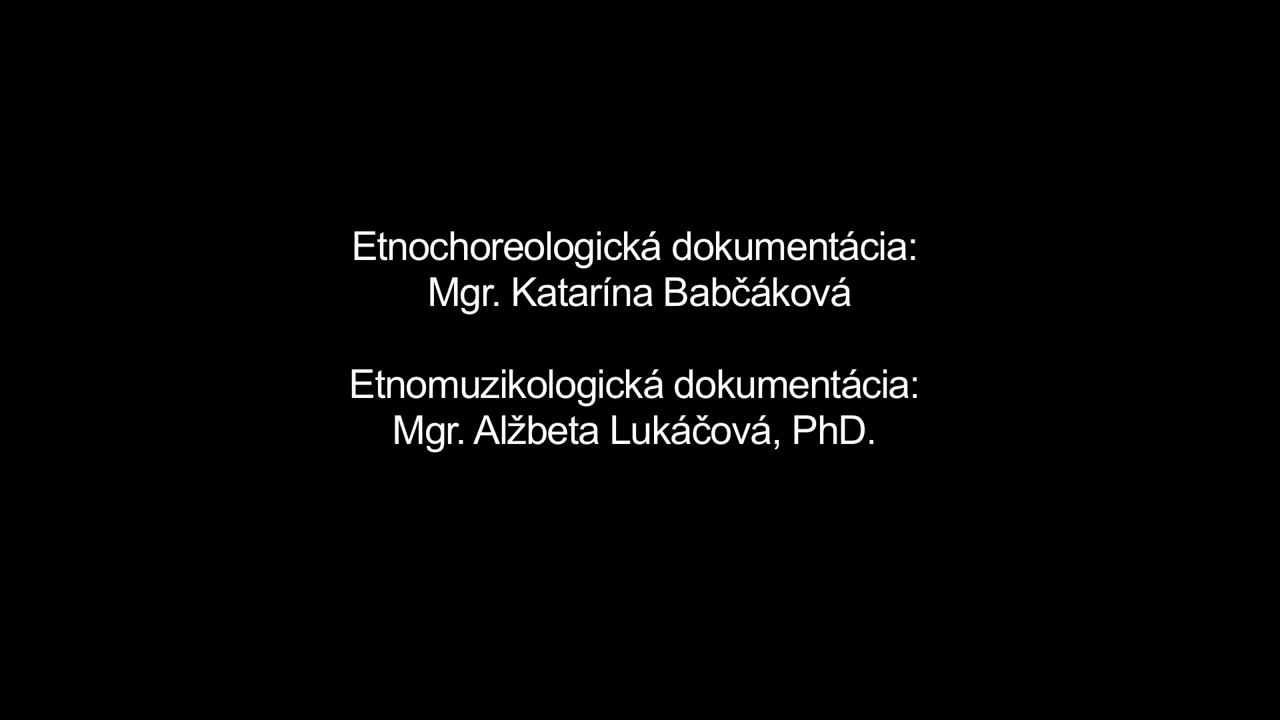 Etnochoreologická dokumentácia:
Mgr. Katarína Babčáková
Etnomuzikologická dokumentácia:
Mgr. Alžbeta Lukáčová, PhD.